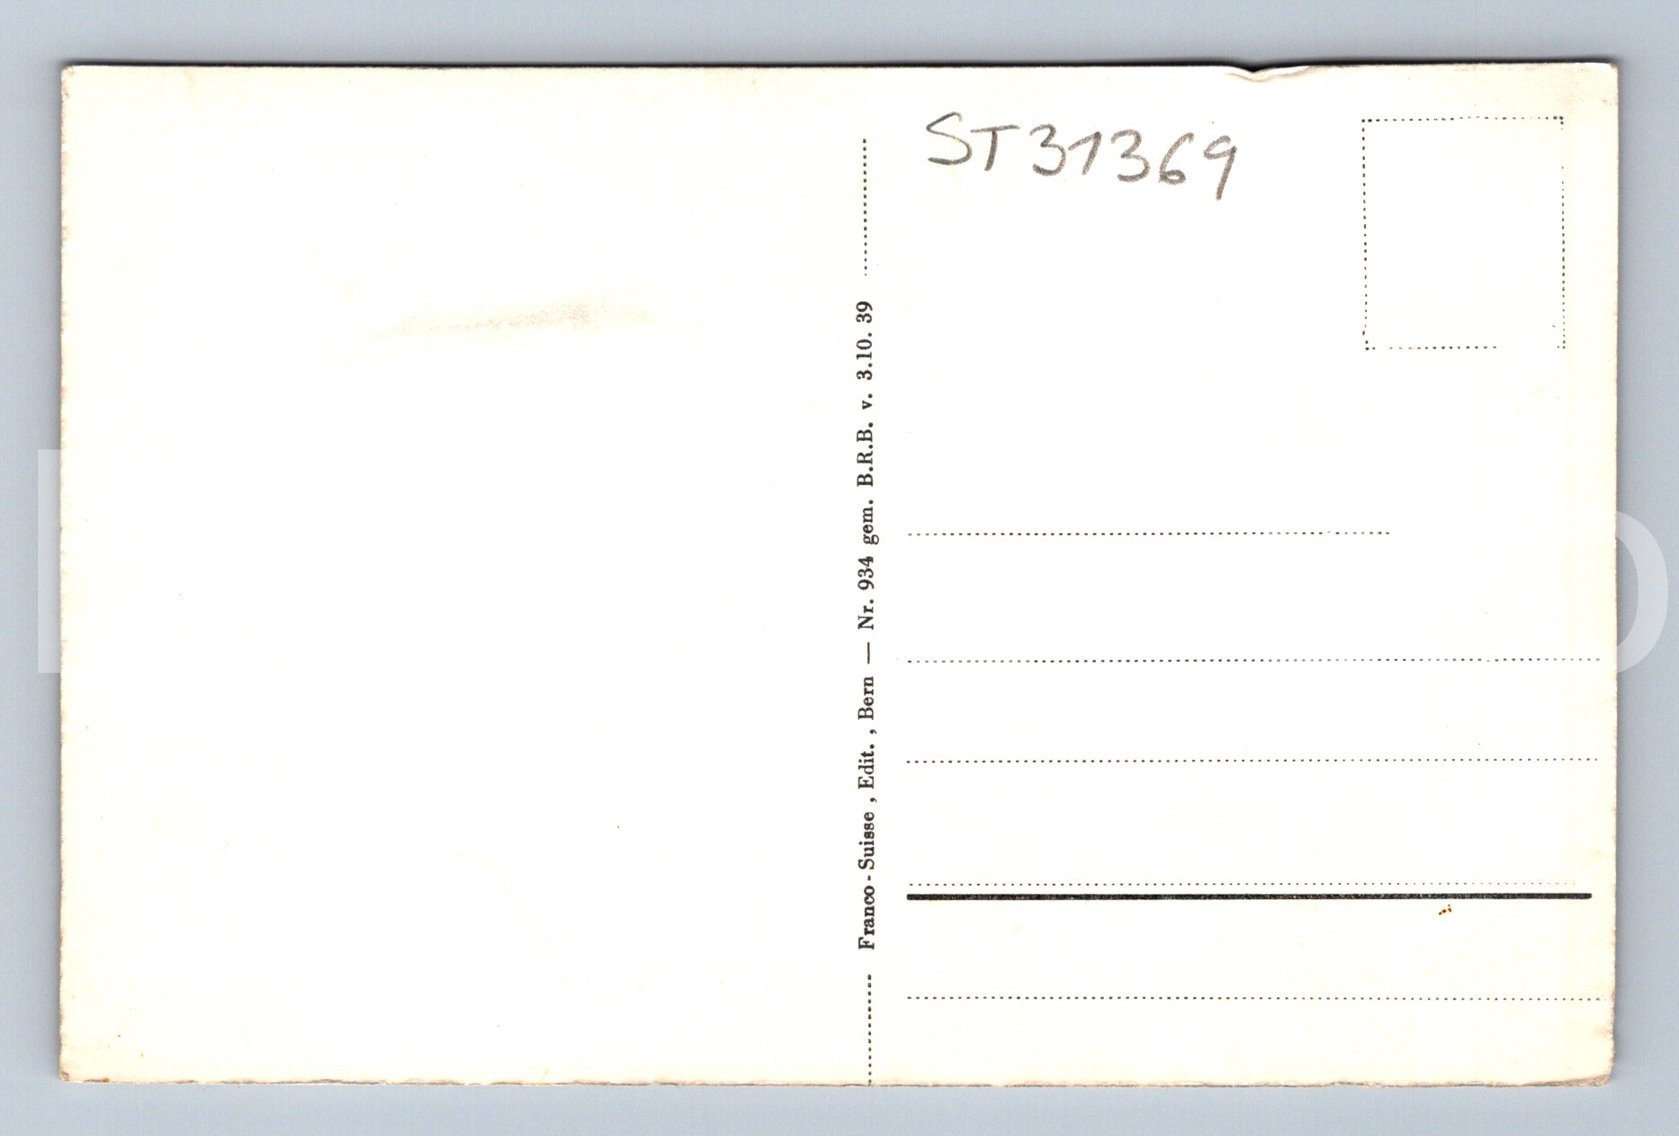 ST31369
Franco - Suisse , Edit. , Bern — Nr. 934 gem. B.R.B. v. 3.10. 39